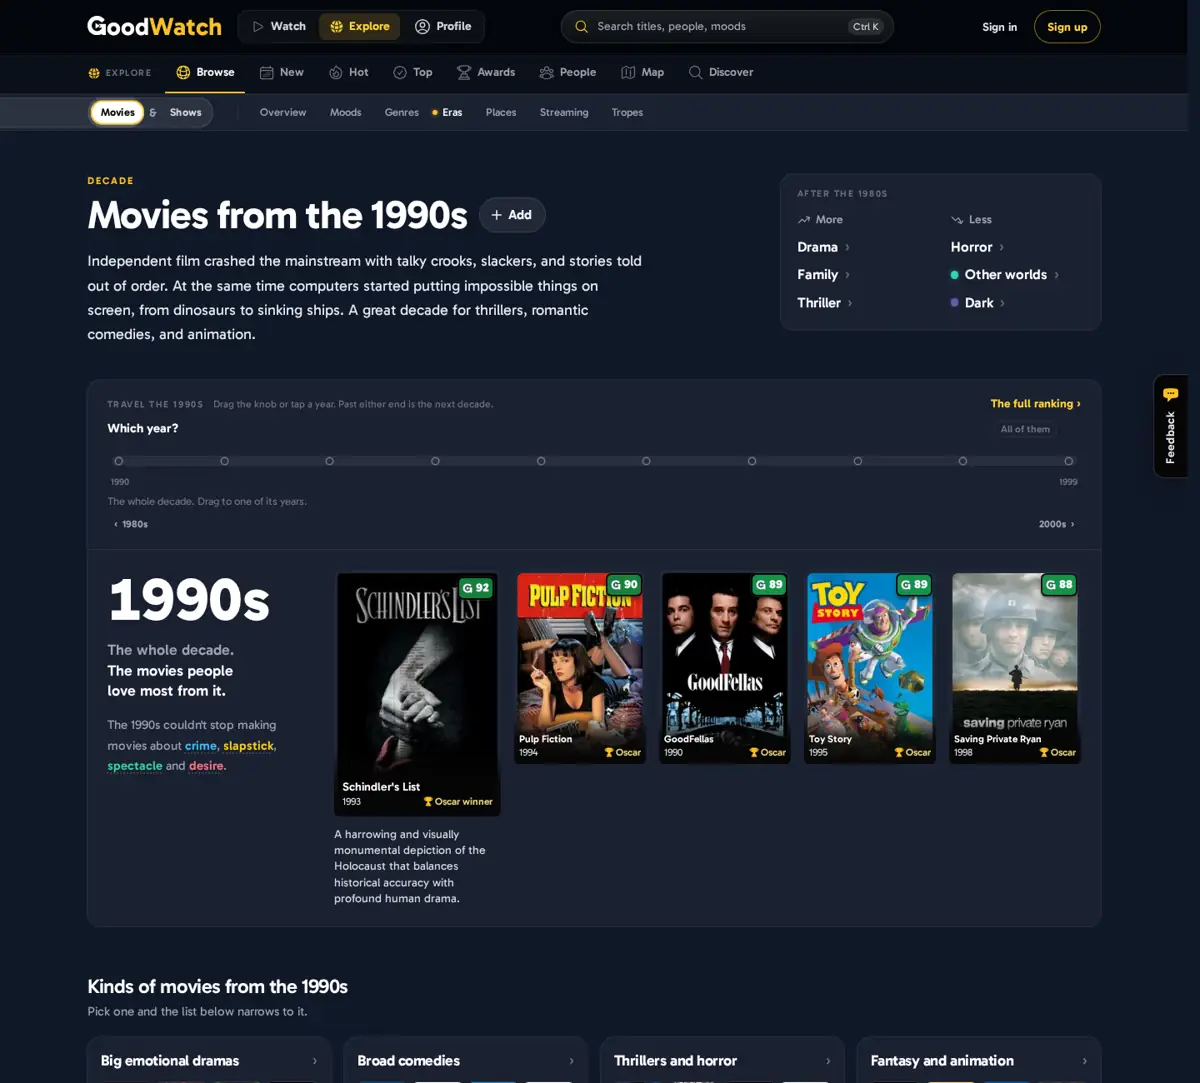 GoodWatch
Watch
Explore
Profile
Search titles, people, moods
Ctrl K
Sign in
Sign up
EXPLORE
Browse
New
Hot
Top
Awards
People
Map
Discover
Movies & Shows
Overview
Moods
Genres
Eras
Places
Streaming
Tropes
DECADE
Movies from the 1990s
+ Add
Independent film crashed the mainstream with talky crooks, slackers, and stories told
out of order. At the same time computers started putting impossible things on
screen, from dinosaurs to sinking ships. A great decade for thrillers, romantic
comedies, and animation.
AFTER THE 1980S
More
Less
Drama ›
Horror ›
Family ›
Other worlds ›
Thriller ›
Dark ›
Feedback
TRAVEL THE 1990S Drag the knob or tap a year. Past either end is the next decade.
The full ranking ›
Which year?
All of them
1990
1999
The whole decade. Drag to one of its years.
‹ 1980s
2000s ›
1990s
The whole decade.
The movies people
love most from it.
The 1990s couldn't stop making
movies about crime, slapstick,
spectacle and desire.
G 92
SCHINDLER'S LIST
Schindler's List
1993
Oscar winner
A harrowing and visually
monumental depiction of the
Holocaust that balances
historical accuracy with
profound human drama.
G 90
PULP FICTION
Pulp Fiction
1994
Oscar
G 89
GoodFellas
GoodFellas
1990
Oscar
G 89
TOY
STORY
Toy Story
1995
Oscar
G 88
saving private ryan
Saving Private Ryan
1998
Oscar
Kinds of movies from the 1990s
Pick one and the list below narrows to it.
Big emotional dramas ›
Broad comedies ›
Thrillers and horror ›
Fantasy and animation ›